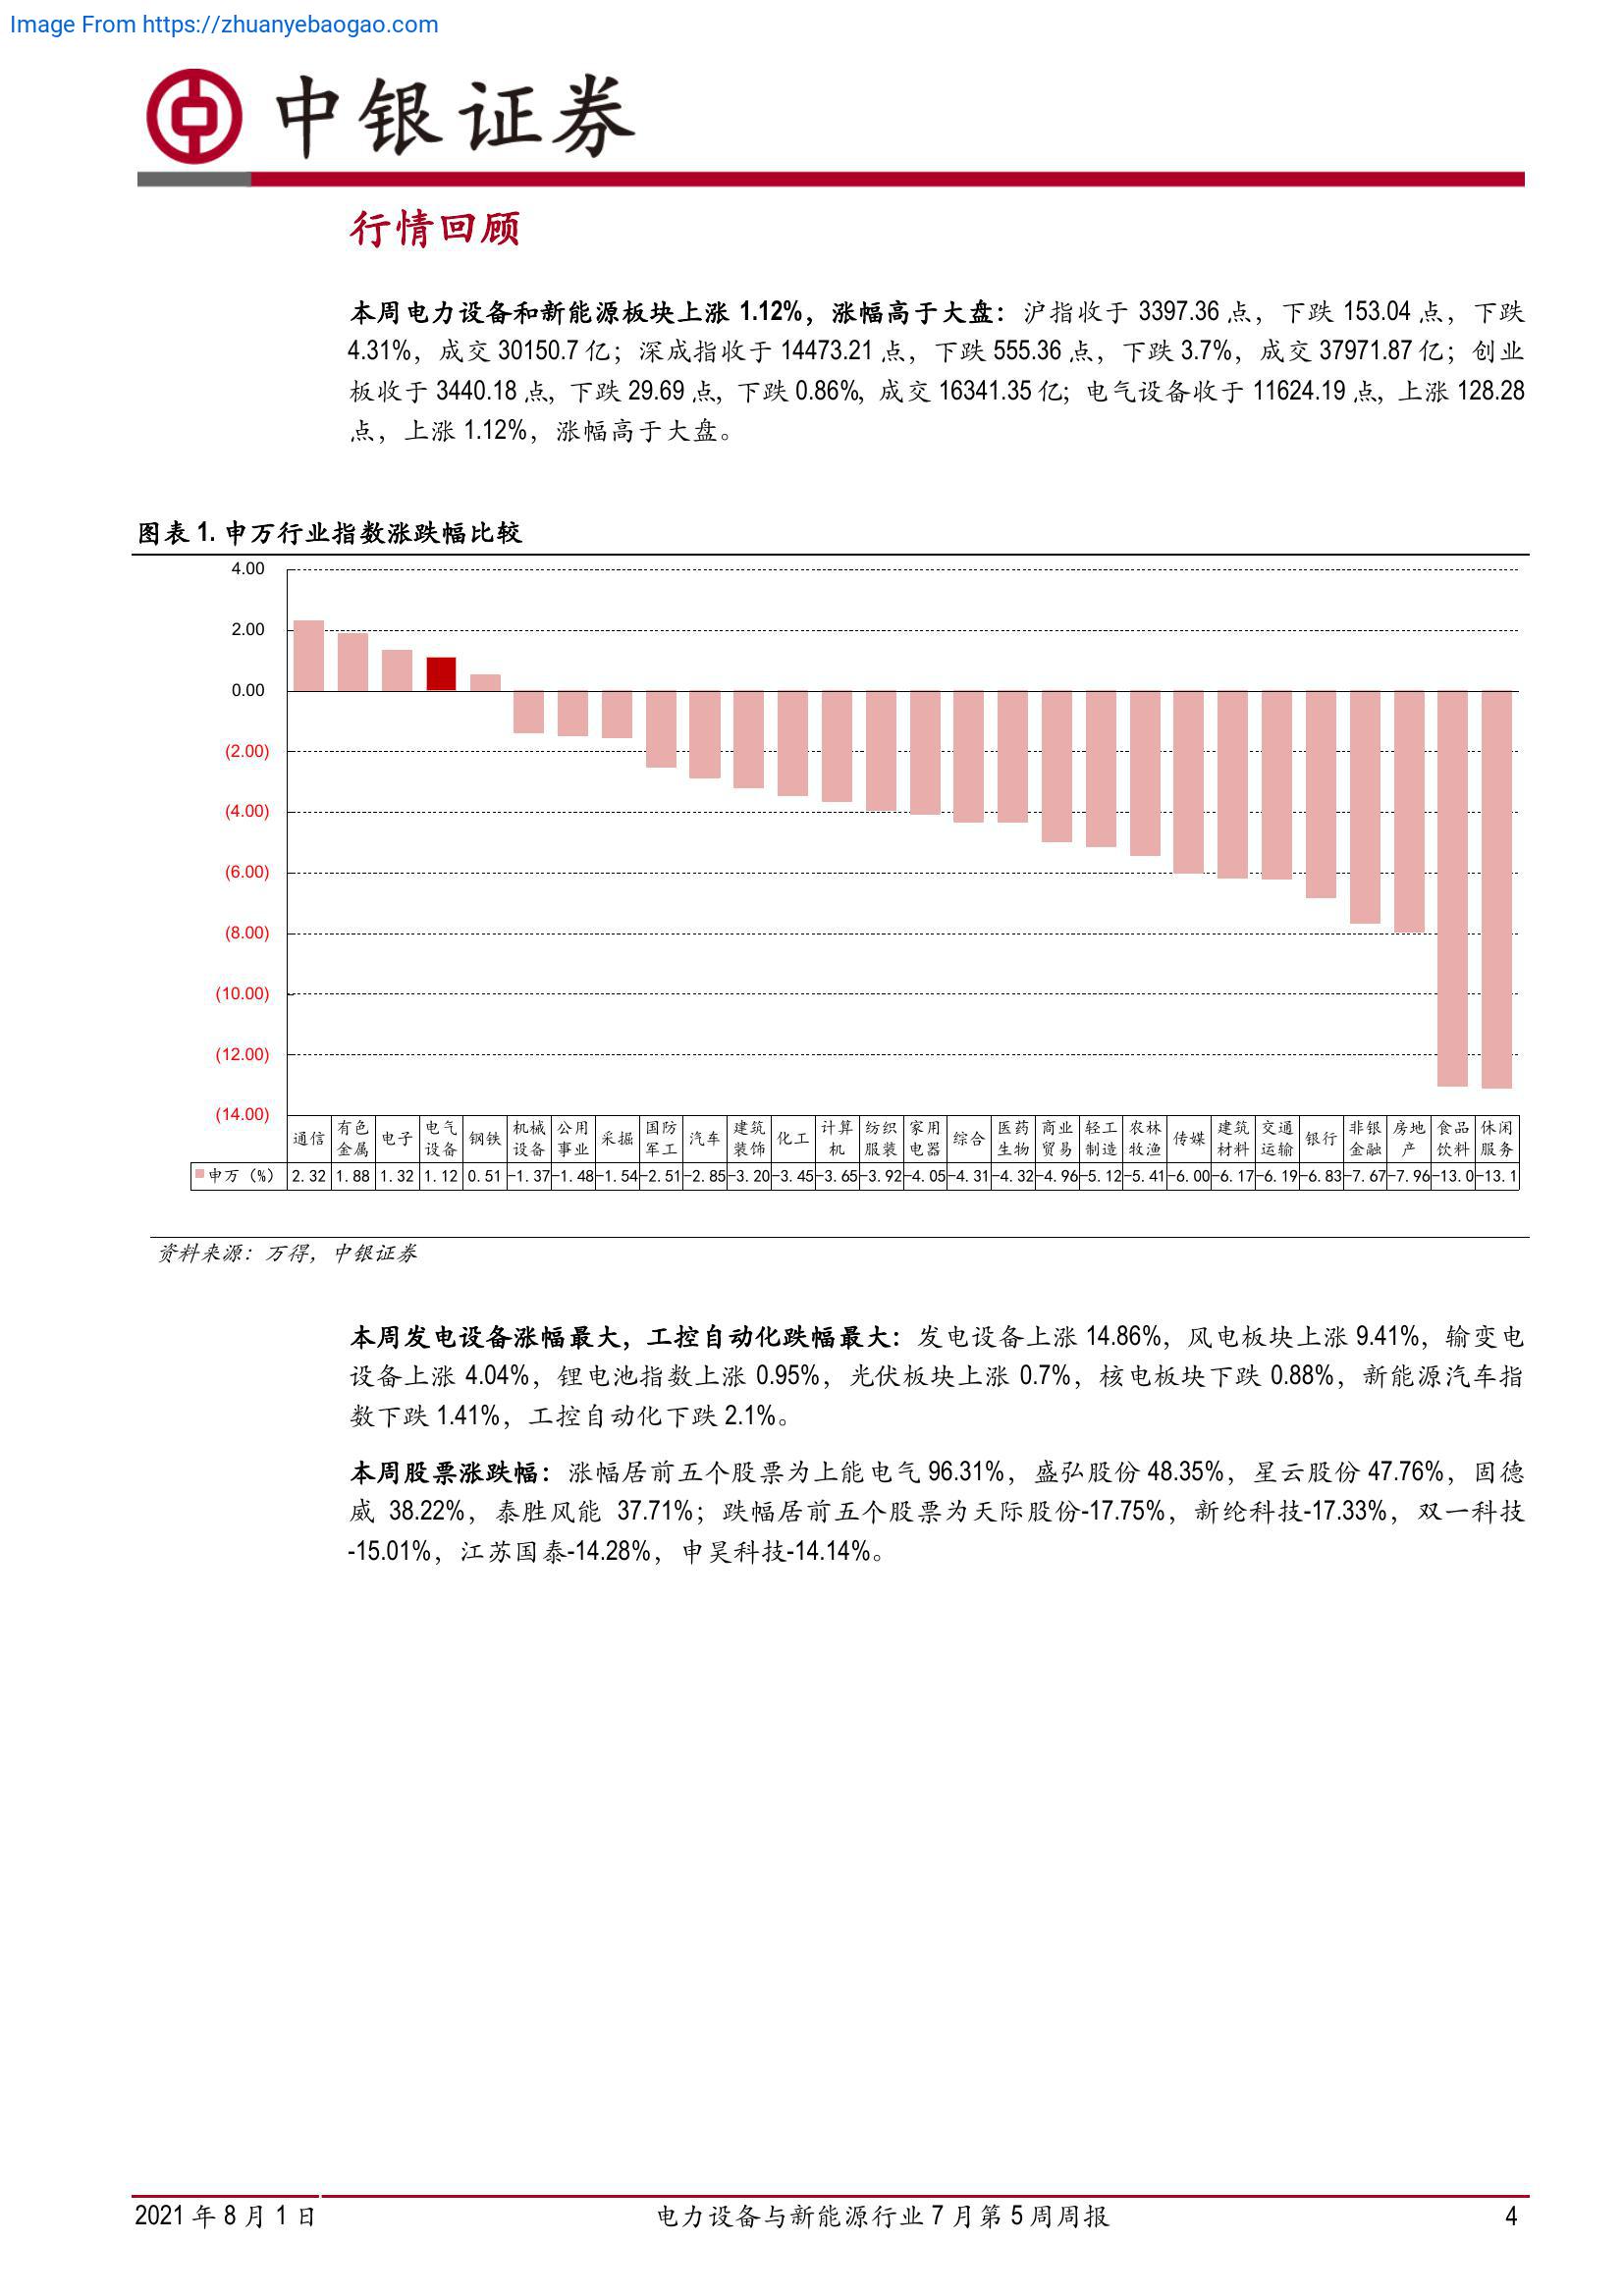 Image From https://zhuanyebaogao.com
中银证券
行情回顾
本周电力设备和新能源板块上涨 1.12%，涨幅高于大盘：沪指收于 3397.36 点，下跌 153.04 点，下跌
4.31%，成交 30150.7 亿；深成指收于 14473.21 点，下跌 555.36 点，下跌 3.7%，成交 37971.87 亿；创业
板收于 3440.18 点，下跌 29.69 点，下跌 0.86%，成交 16341.35 亿；电气设备收于 11624.19 点，上涨 128.28
点，上涨 1.12%，涨幅高于大盘。
图表 1. 申万行业指数涨跌幅比较
4.00
2.00
0.00
(2.00)
(4.00)
(6.00)
(8.00)
(10.00)
(12.00)
(14.00)
通信 有色金属 电子 电气设备 钢铁 机械设备 公用事业 采掘 国防军工 汽车 建筑装饰 化工 计算机 纺织服装 家用电器 综合 医药生物 商业贸易 轻工制造 农林牧渔 传媒 建筑材料 交通运输 银行 非银金融 房地产 食品饮料 休闲服务
申万（%） 2.32 1.88 1.32 1.12 0.51 -1.37 -1.48 -1.54 -2.51 -2.85 -3.20 -3.45 -3.65 -3.92 -4.05 -4.31 -4.32 -4.96 -5.12 -5.41 -6.00 -6.17 -6.19 -6.83 -7.67 -7.96 -13.0 -13.1
资料来源：万得，中银证券
本周发电设备涨幅最大，工控自动化跌幅最大：发电设备上涨 14.86%，风电板块上涨 9.41%，输变电
设备上涨 4.04%，锂电池指数上涨 0.95%，光伏板块上涨 0.7%，核电板块下跌 0.88%，新能源汽车指
数下跌 1.41%，工控自动化下跌 2.1%。
本周股票涨跌幅：涨幅居前五个股票为上能电气 96.31%，盛弘股份 48.35%，星云股份 47.76%，固德
威 38.22%，泰胜风能 37.71%；跌幅居前五个股票为天际股份-17.75%，新纶科技-17.33%，双一科技
-15.01%，江苏国泰-14.28%，申昊科技-14.14%。
2021 年 8 月 1 日
电力设备与新能源行业 7 月第 5 周周报
4